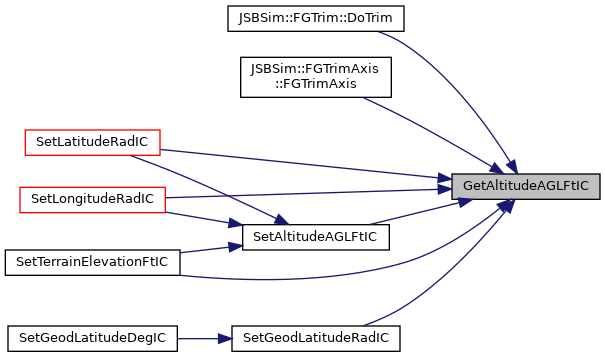 JSBSim::FGTrim::DoTrim
JSBSim::FGTrimAxis
::FGTrimAxis
SetLatitudeRadIC
GetAltitudeAGLFtIC
SetLongitudeRadIC
SetAltitudeAGLFtIC
SetTerrainElevationFtIC
SetGeodLatitudeDegIC
SetGeodLatitudeRadIC